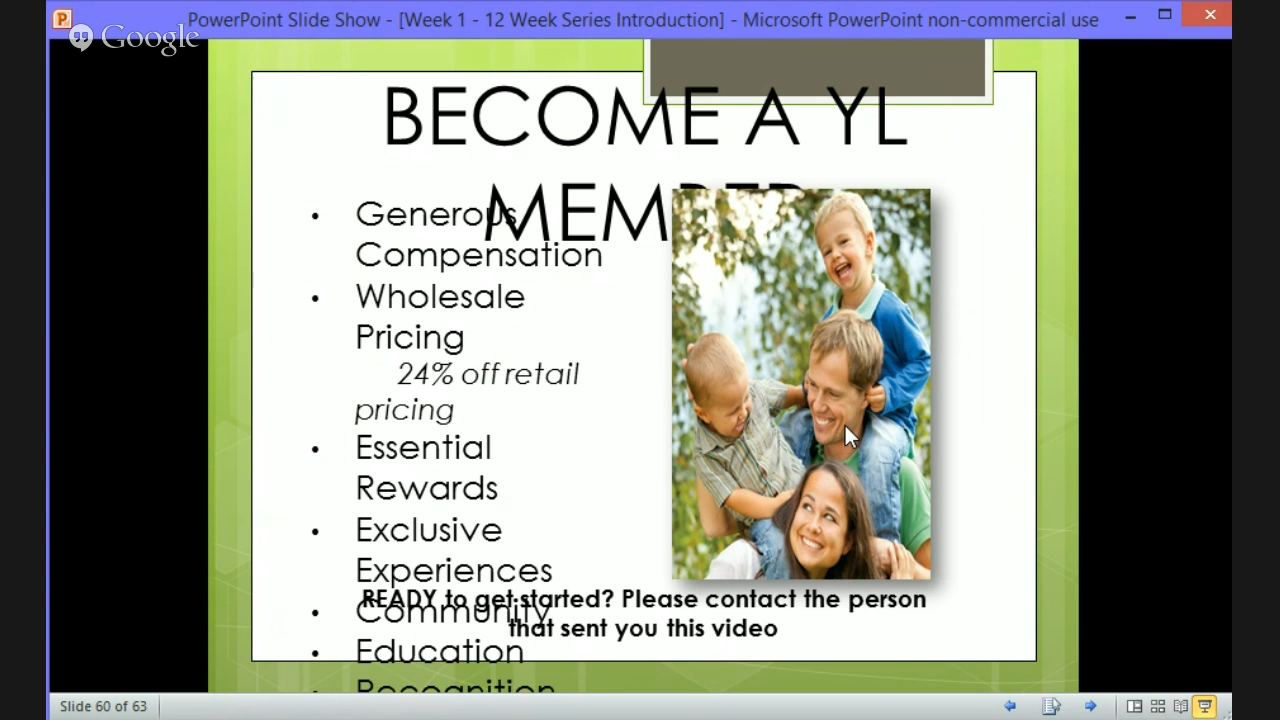 PowerPoint Slide Show - [Week 1 - 12 Week Series Introduction] - Microsoft PowerPoint non-commercial use
Google
BECOME A YL
MEMBER
• Generous
Compensation
• Wholesale
Pricing
24% off retail
pricing
• Essential
Rewards
• Exclusive
Experiences
• Community
• Education
• Recognition
READY to get started? Please contact the person
that sent you this video
Slide 60 of 63